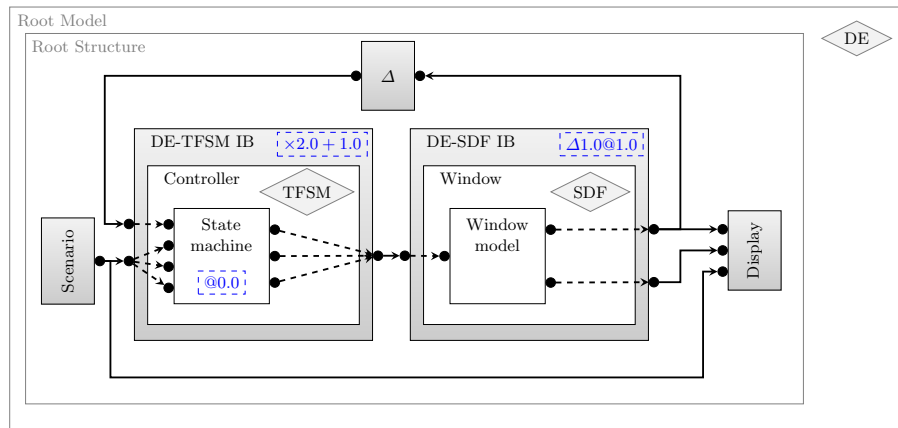 Root Model
Root Structure
DE
Δ
DE-TFSM IB
×2.0 + 1.0
DE-SDF IB
Δ1.0@1.0
Controller
TFSM
Window
SDF
Scenario
State
machine
@0.0
Window
model
Display